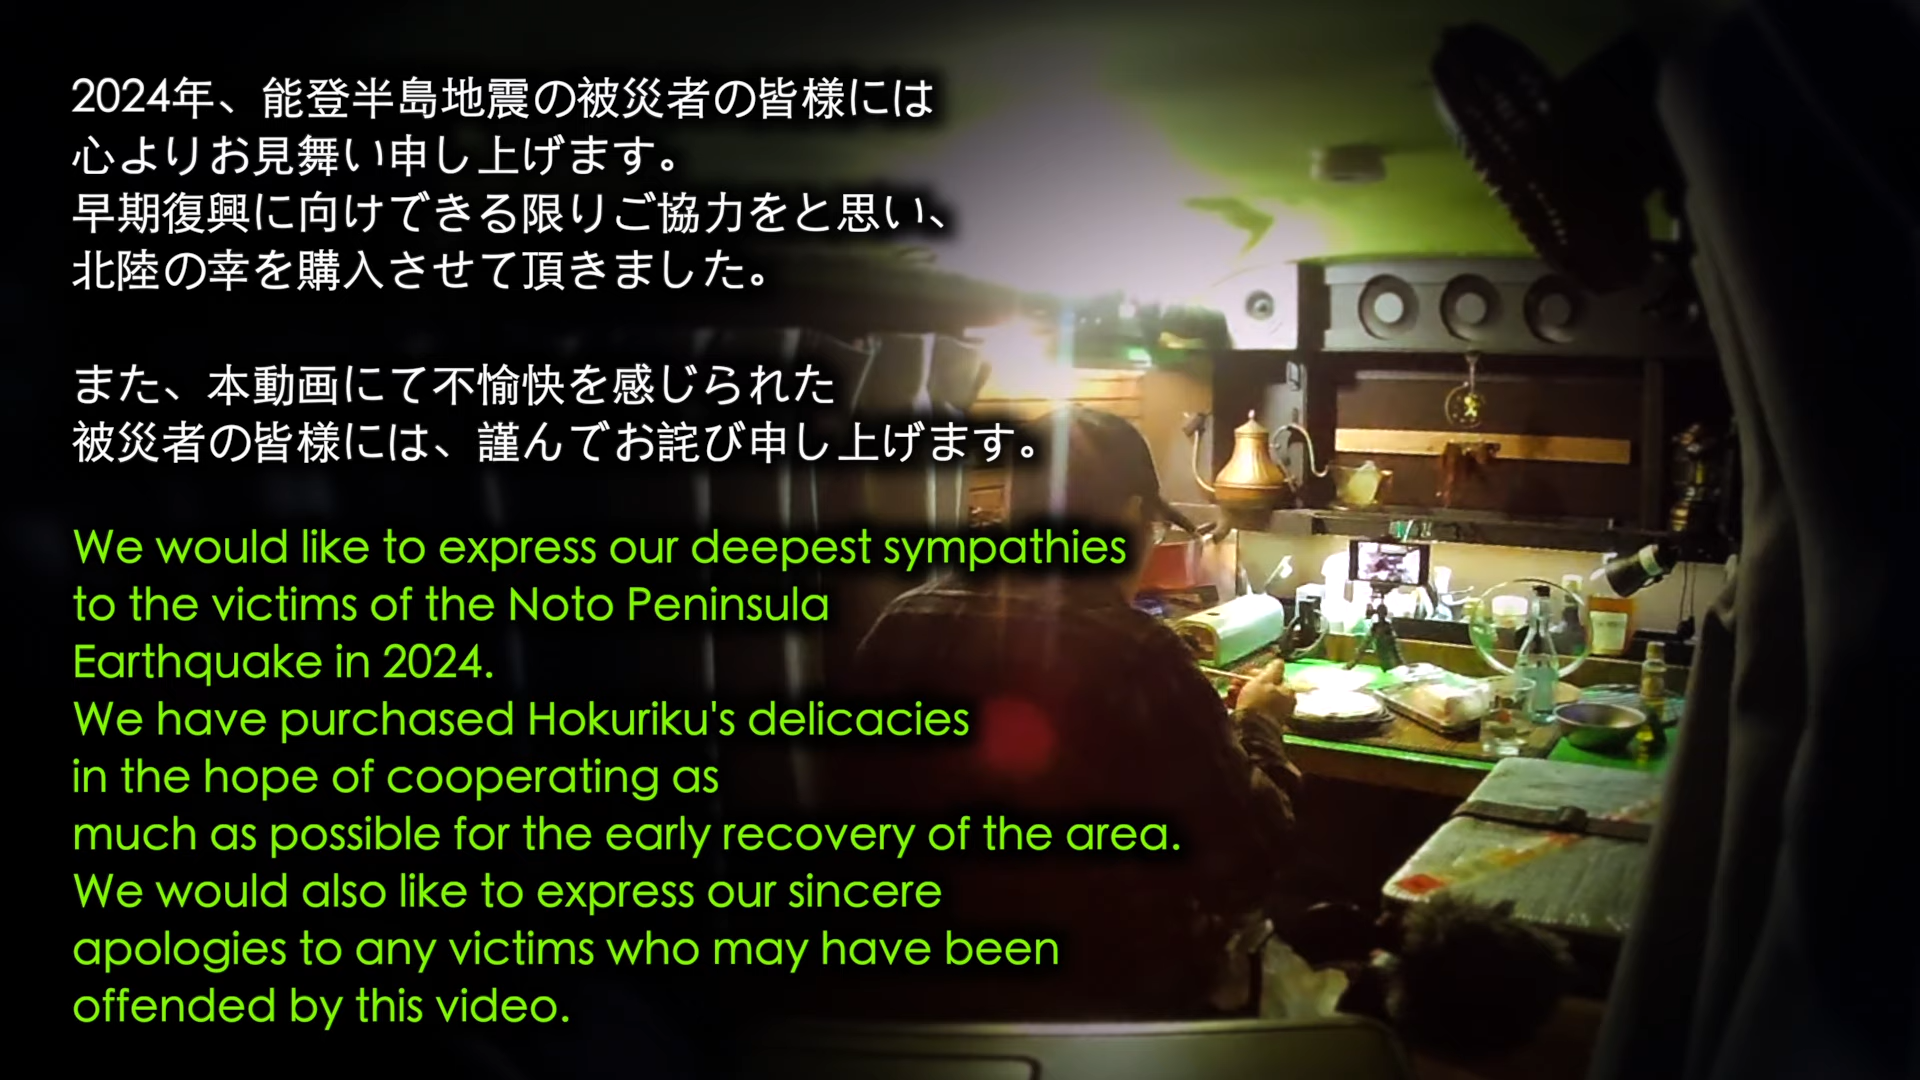 2024年、能登半島地震の被災者の皆様には
心よりお見舞い申し上げます。
早期復興に向けてできる限りご協力をと思い、
北陸の幸を購入させて頂きました。
また、本動画にて不愉快を感じられた
被災者の皆様には、謹んでお詫び申し上げます。
We would like to express our deepest sympathies
to the victims of the Noto Peninsula
Earthquake in 2024.
We have purchased Hokuriku's delicacies
in the hope of cooperating as
much as possible for the early recovery of the area.
We would also like to express our sincere
apologies to any victims who may have been
offended by this video.